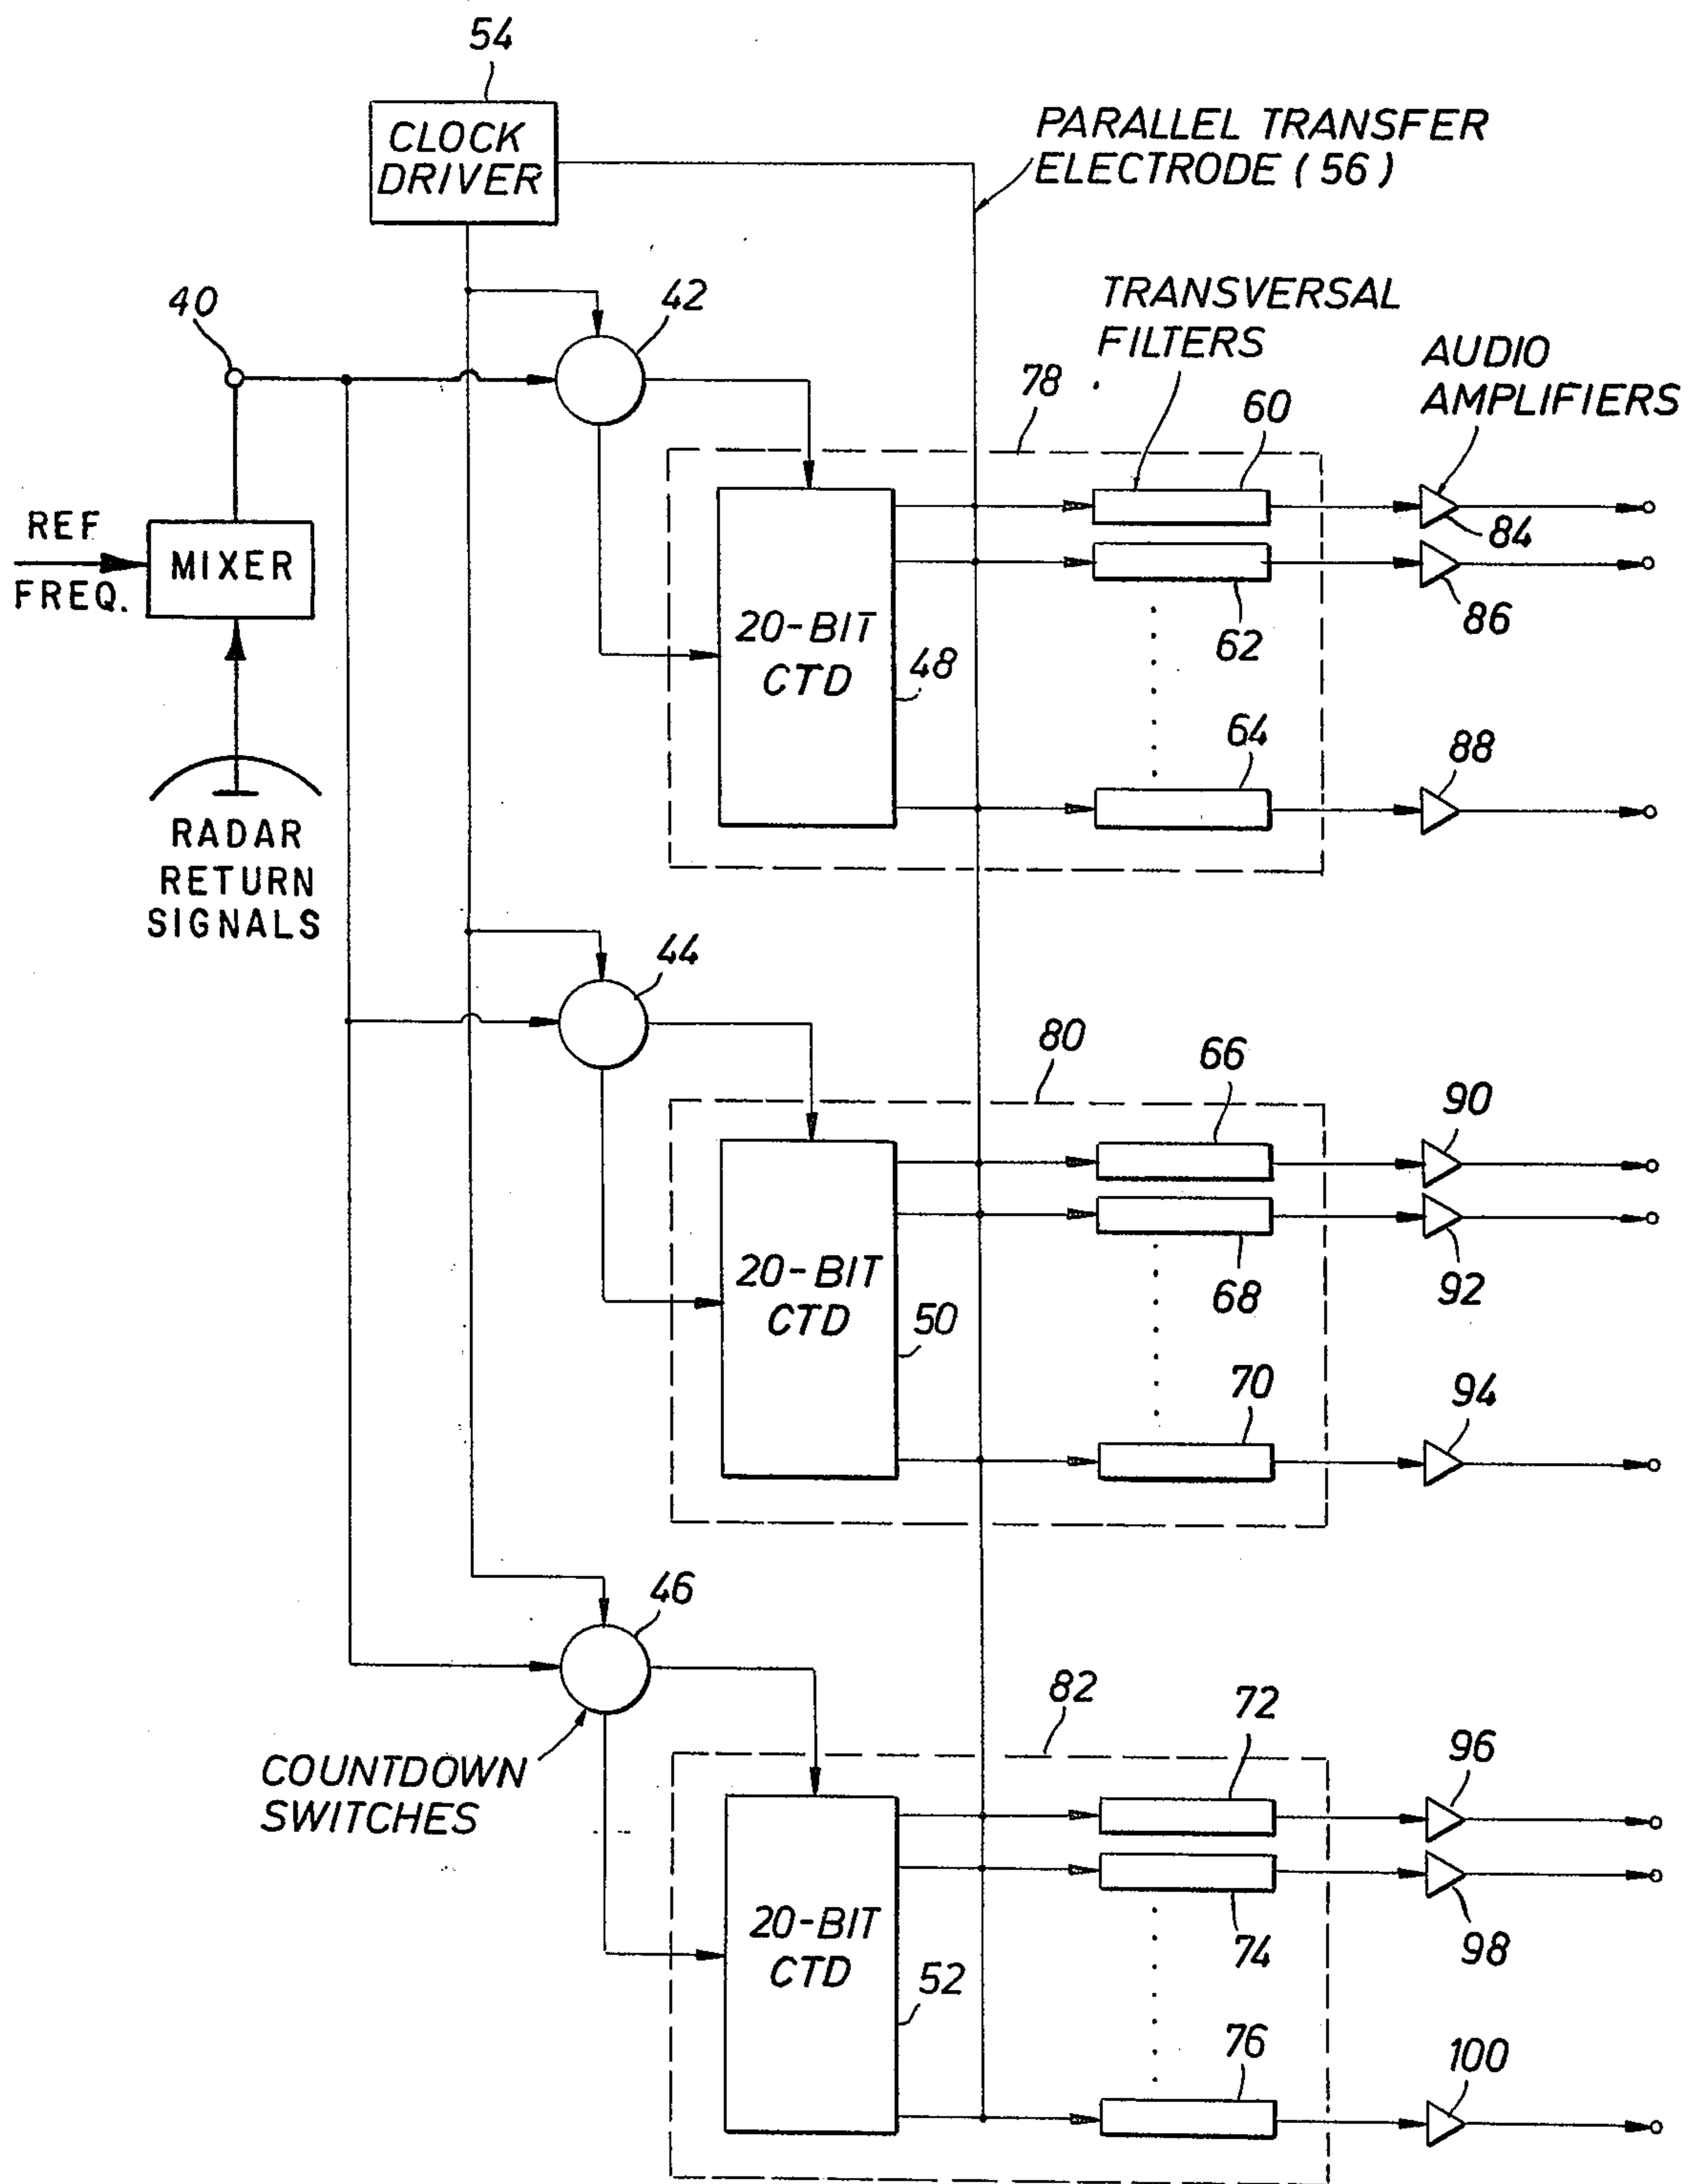 54
CLOCK
DRIVER
PARALLEL TRANSFER
ELECTRODE (56)
40
42
TRANSVERSAL
FILTERS
AUDIO
AMPLIFIERS
78
60
84
REF
FREQ.
MIXER
86
62
20-BIT
CTD
48
64
88
RADAR
RETURN
SIGNALS
44
80
66
90
92
68
20-BIT
CTD
50
70
94
46
COUNTDOWN
SWITCHES
82
72
96
98
74
20-BIT
CTD
52
76
100